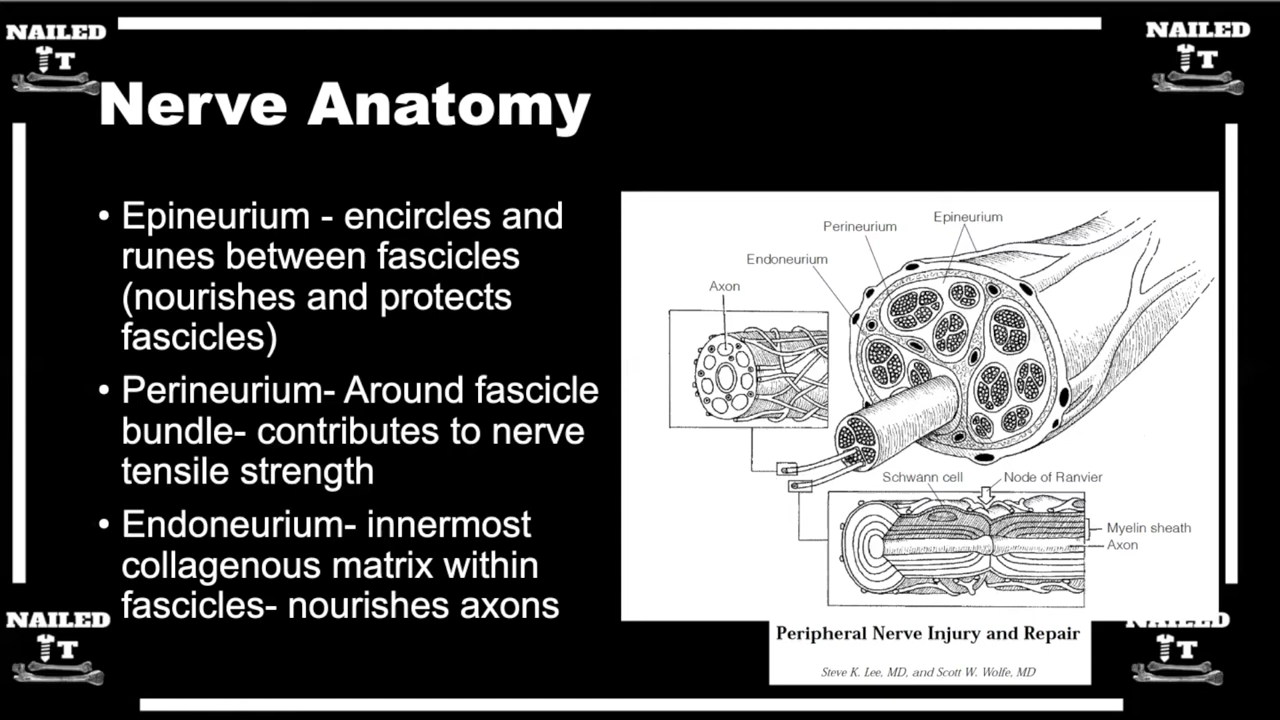 NAILED
IT
NAILED
IT
Nerve Anatomy
• Epineurium - encircles and
runes between fascicles
(nourishes and protects
fascicles)
• Perineurium- Around fascicle
bundle- contributes to nerve
tensile strength
• Endoneurium- innermost
collagenous matrix within
fascicles- nourishes axons
Epineurium
Perineurium
Endoneurium
Axon
Schwann cell
Node of Ranvier
Myelin sheath
Axon
Peripheral Nerve Injury and Repair
Steve K. Lee, MD, and Scott W. Wolfe, MD
NAILED
IT
NAILED
IT